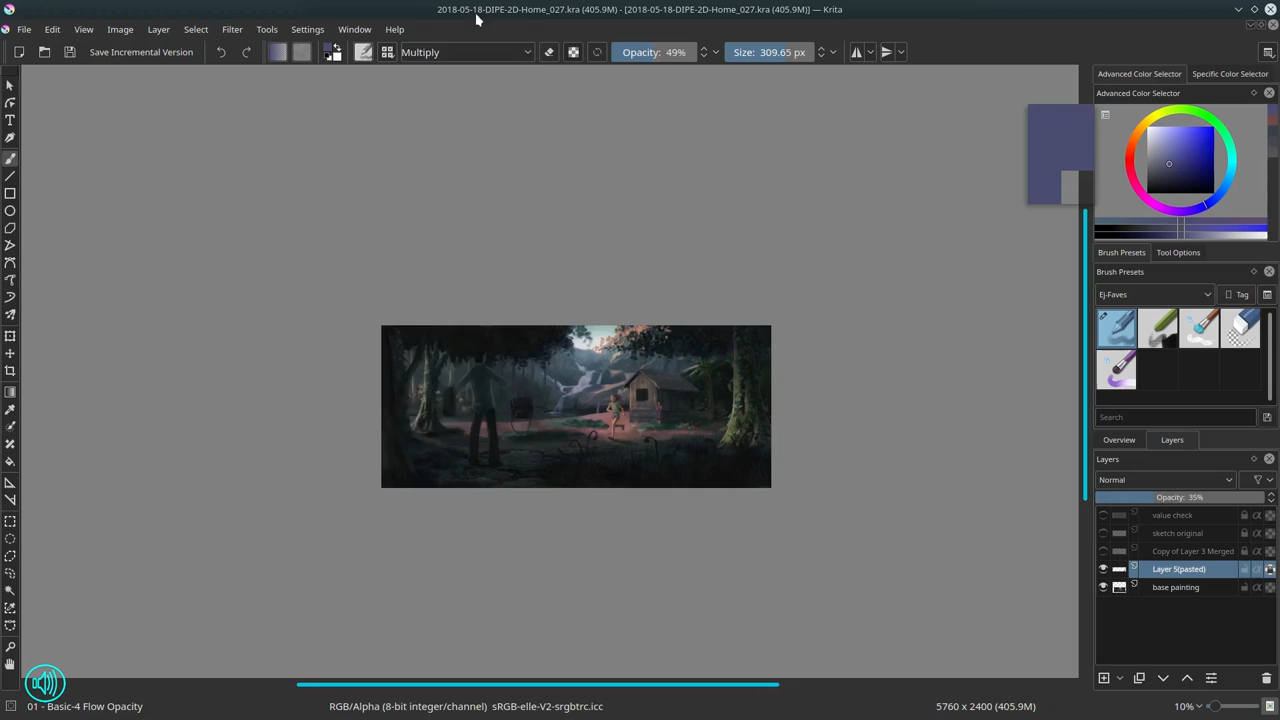 2018-05-18-DIPE-2D-Home_027.kra (405.9M) - [2018-05-18-DIPE-2D-Home_027.kra (405.9M)] — Krita
File Edit View Image Layer Select Filter Tools Settings Window Help
Save Incremental Version Multiply Opacity: 49% Size: 309.65 px
Advanced Color Selector Specific Color Selector
Advanced Color Selector
Brush Presets Tool Options
Brush Presets
Ej-Faves Tag
Search
Overview Layers
Layers
Normal
Opacity: 35%
value check
sketch original
Copy of Layer 3 Merged
Layer 5(pasted)
base painting
01 - Basic-4 Flow Opacity RGB/Alpha (8-bit integer/channel) sRGB-elle-V2-srgbtrc.icc 5760 x 2400 (405.9M) 10%